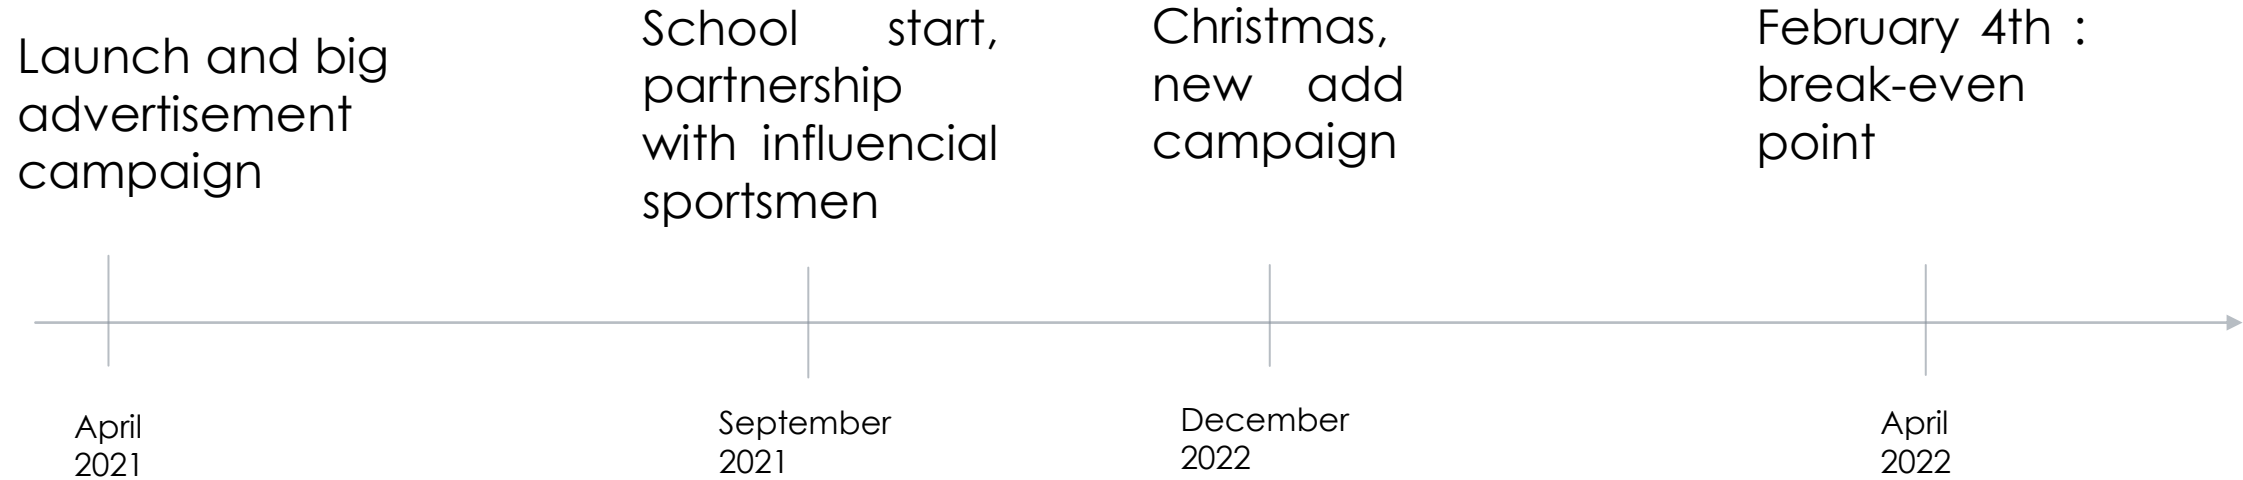 Launch and big
advertisement
campaign
School start,
partnership
with influencial
sportsmen
Christmas,
new add
campaign
February 4th :
break-even
point
April
2021
September
2021
December
2022
April
2022